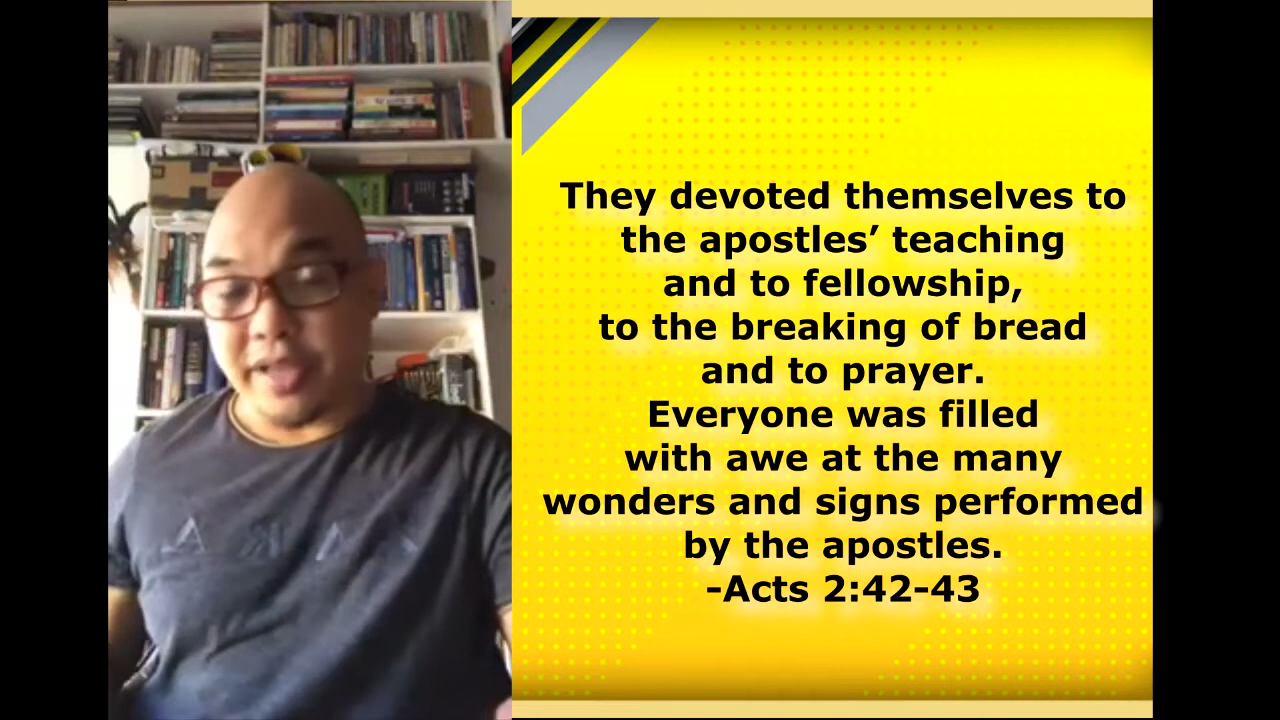 They devoted themselves to
the apostles’ teaching
and to fellowship,
to the breaking of bread
and to prayer.
Everyone was filled
with awe at the many
wonders and signs performed
by the apostles.
-Acts 2:42-43